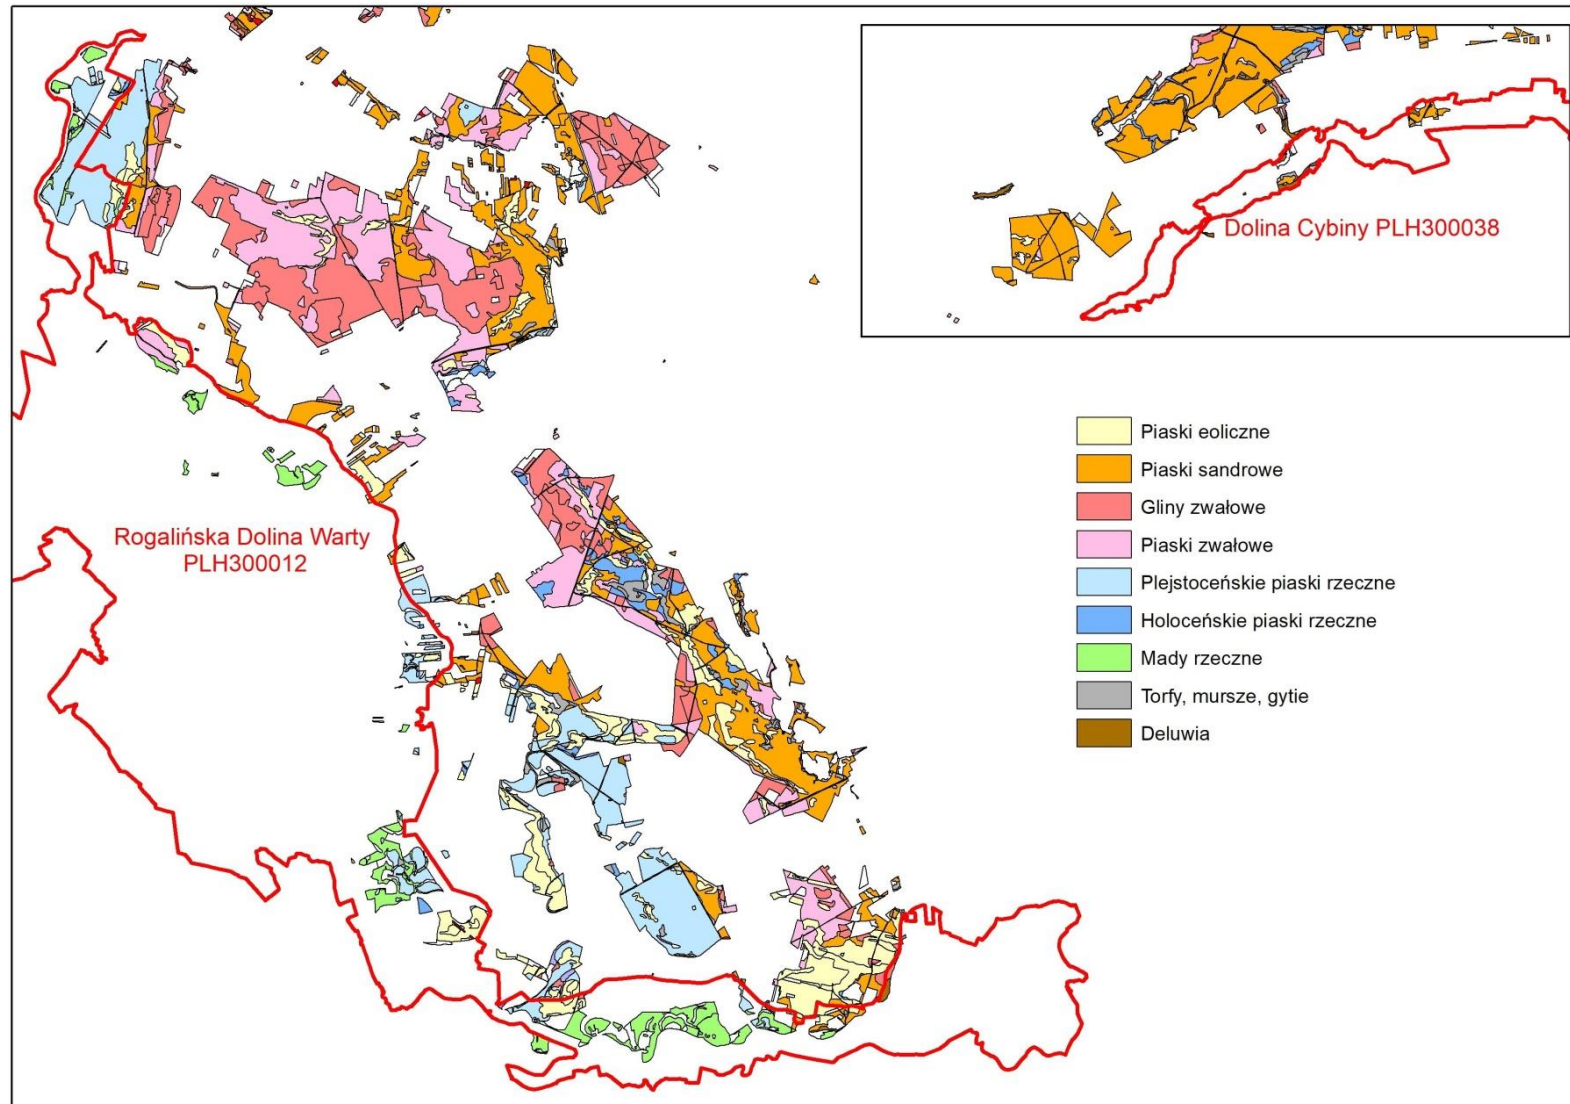 Dolina Cybiny PLH300038
Rogalińska Dolina Warty
PLH300012
Piaski eoliczne
Piaski sandrowe
Gliny zwałowe
Piaski zwałowe
Plejstoceńskie piaski rzeczne
Holoceńskie piaski rzeczne
Mady rzeczne
Torfy, mursze, gytie
Deluwia